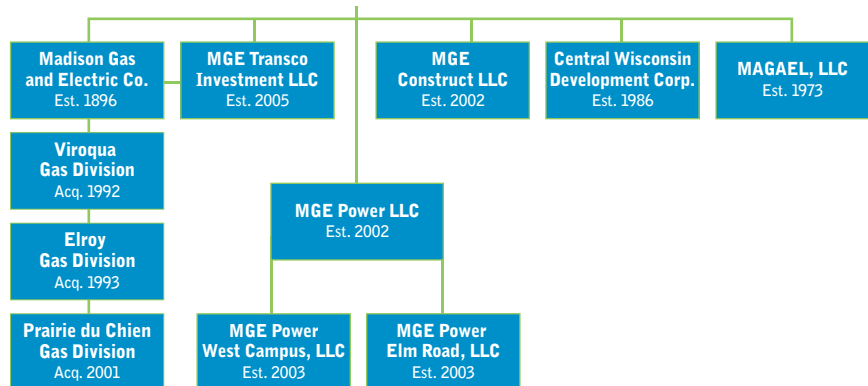 Madison Gas
and Electric Co.
Est. 1896
MGE Transco
Investment LLC
Est. 2005
MGE
Construct LLC
Est. 2002
Central Wisconsin
Development Corp.
Est. 1986
MAGAEL, LLC
Est. 1973
Viroqua
Gas Division
Acq. 1992
MGE Power LLC
Est. 2002
Elroy
Gas Division
Acq. 1993
Prairie du Chien
Gas Division
Acq. 2001
MGE Power
West Campus, LLC
Est. 2003
MGE Power
Elm Road, LLC
Est. 2003